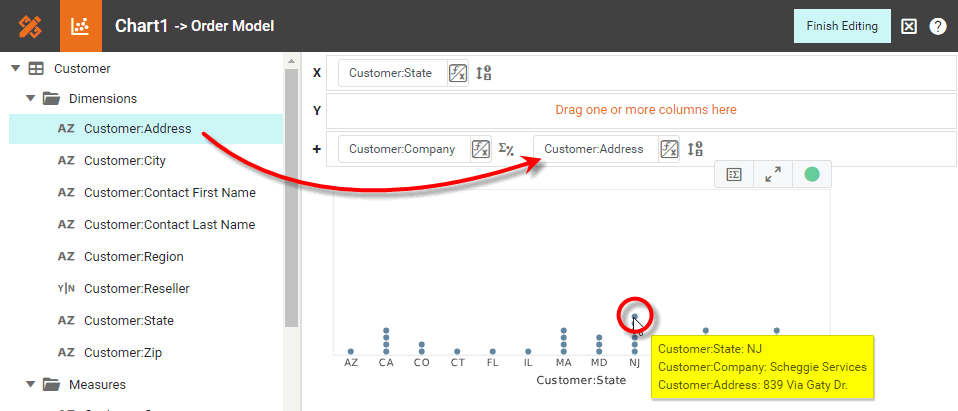 Chart1 -> Order Model
Finish Editing
?
Customer
Dimensions
AZ Customer:Address
AZ Customer:City
AZ Customer:Contact First Name
AZ Customer:Contact Last Name
AZ Customer:Region
Y|N Customer:Reseller
AZ Customer:State
AZ Customer:Zip
Measures
X Customer:State
Y Drag one or more columns here
+ Customer:Company Customer:Address
AZ CA CO CT FL IL MA MD NJ
Customer:State
Customer:State: NJ
Customer:Company: Scheggie Services
Customer:Address: 839 Via Gaty Dr.